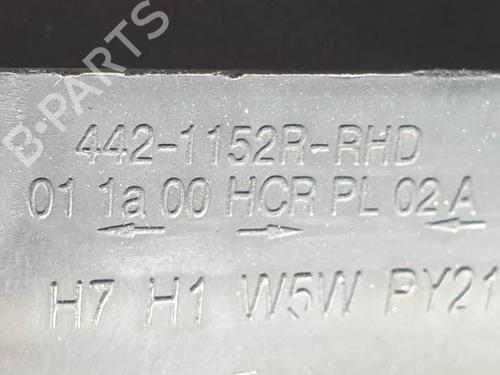 B-PARTS
442-1152R-RHD
01 1a 00 HCR PL 02 A
H7 H1 W5W PY21